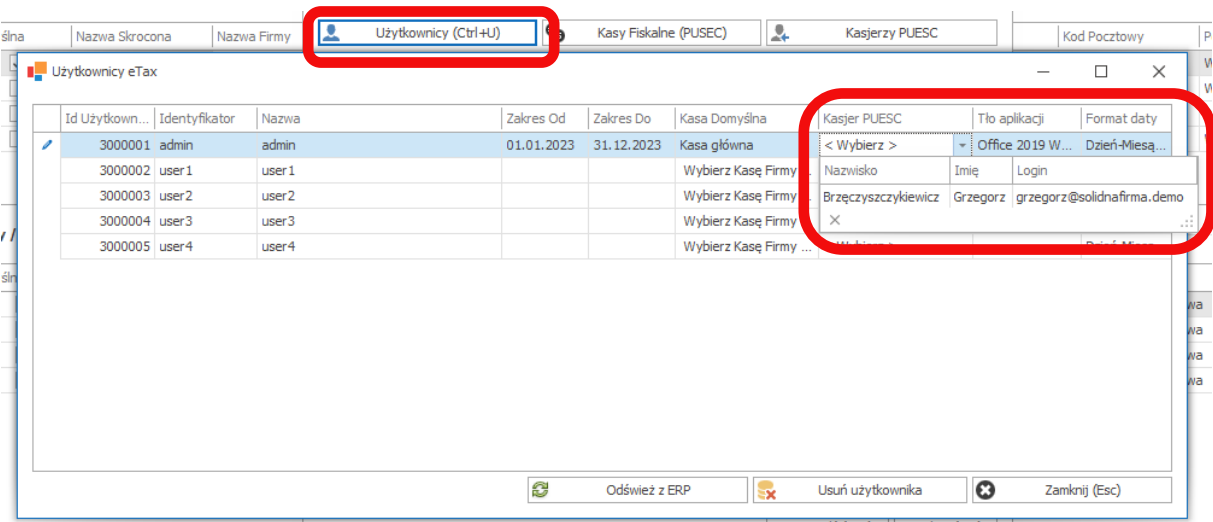 ślna Nazwa Skrocona Nazwa Firmy Użytkownicy (Ctrl+U) Kasy Fiskalne (PUSEC) Kasjerzy PUESC Kod Pocztowy P
Użytkownicy eTax
Id Użytkown... Identyfikator Nazwa Zakres Od Zakres Do Kasa Domyślna Kasjer PUESC Tło aplikacji Format daty
3000001 admin admin 01.01.2023 31.12.2023 Kasa główna < Wybierz > Office 2019 W... Dzień-Miesą...
3000002 user1 user1 Wybierz Kasę Firmy Nazwisko Imię Login
3000003 user2 user2 Wybierz Kasę Firmy Brzęczyszczykiewicz Grzegorz grzegorz@solidnafirma.demo
3000004 user3 user3 Wybierz Kasę Firmy
3000005 user4 user4 Wybierz Kasę Firmy ...
wa
wa
wa
wa
Odśwież z ERP Usuń użytkownika Zamknij (Esc)